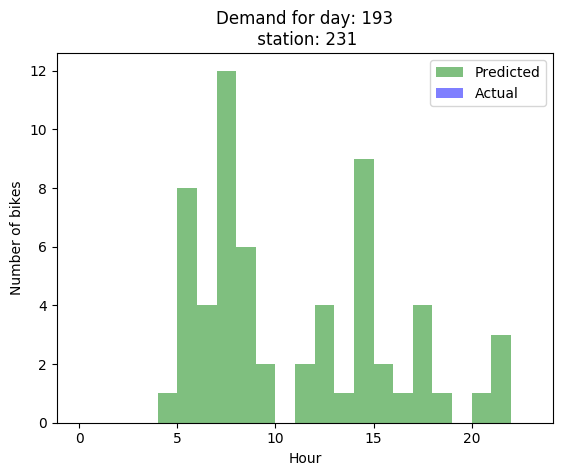 Demand for day: 193
station: 231
Predicted
Actual
12
10
8
6
4
2
0
Number of bikes
0 5 10 15 20
Hour